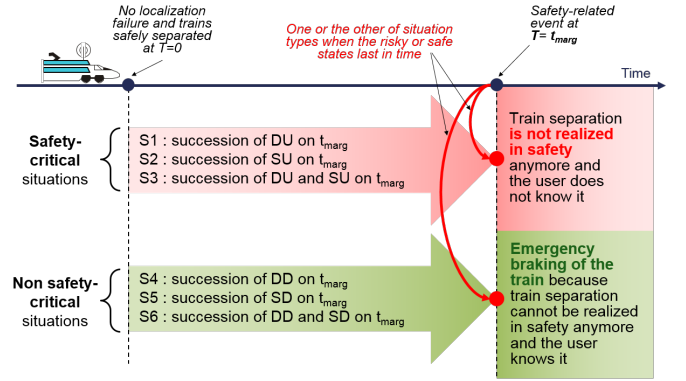 No localization
failure and trains
safely separated
at T=0
One or the other of situation
types when the risky or safe
states last in time
Safety-related
event at
T= tmarg
Time
Safety-
critical
situations
S1 : succession of DU on tmarg
S2 : succession of SU on tmarg
S3 : succession of DU and SU on tmarg
Train separation
is not realized
in safety
anymore and
the user does
not know it
Non safety-
critical
situations
S4 : succession of DD on tmarg
S5 : succession of SD on tmarg
S6 : succession of DD and SD on tmarg
Emergency
braking of the
train because
train separation
cannot be realized
in safety anymore
and the user
knows it